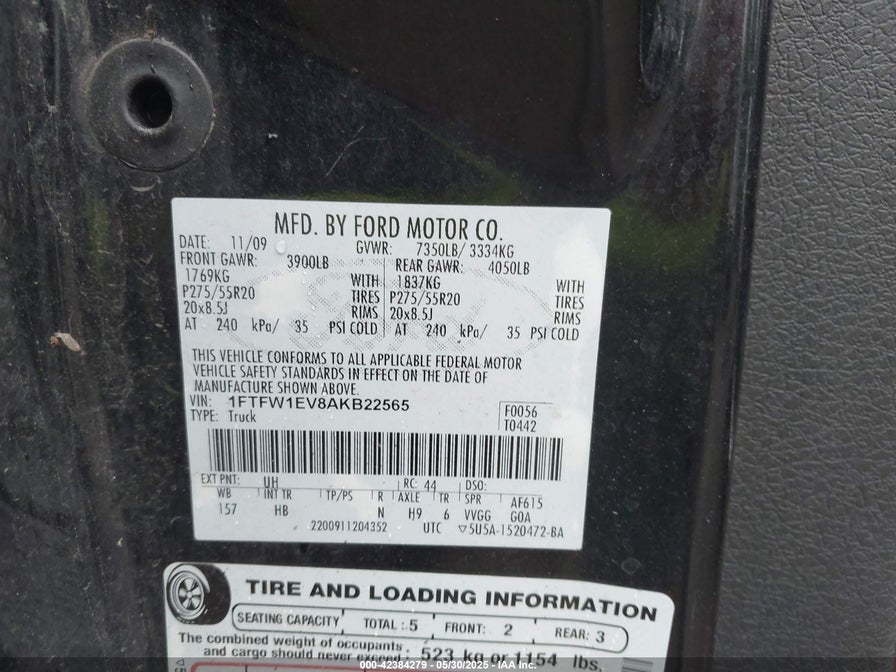 MFD. BY FORD MOTOR CO.
DATE: 11/09 GVWR: 7350LB/ 3334KG
FRONT GAWR: 3900LB REAR GAWR: 4050LB
1769KG WITH 1837KG WITH
P275/55R20 TIRES P275/55R20 TIRES
20x8.5J RIMS 20x8.5J RIMS
AT 240 kPa/ 35 PSI COLD AT 240 kPa/ 35 PSI COLD
THIS VEHICLE CONFORMS TO ALL APPLICABLE FEDERAL MOTOR
VEHICLE SAFETY STANDARDS IN EFFECT ON THE DATE OF
MANUFACTURE SHOWN ABOVE.
VIN: 1FTFW1EV8AKB22565 F0056
TYPE: Truck T0442
EXT PNT: UH RC: 44 DSO:
WB INT TR TP/PS R AXLE TR SPR AF615
157 HB N H9 6 VVGG GOA
2200911204352 UTC ▽5U5A-1520472-BA
TIRE AND LOADING INFORMATION
SEATING CAPACITY TOTAL : 5 FRONT: 2 REAR: 3
The combined weight of occupants
and cargo should never exceed : 523 kg or 1154 lbs.
000-42384279 - 05/30/2025 - IAA Inc.